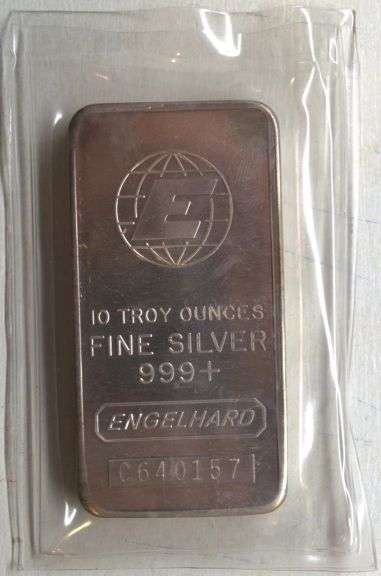 E
10 TROY OUNCES
FINE SILVER
999+
ENGELHARD
C640157